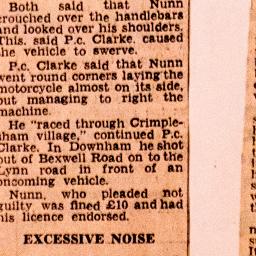 Both said that Nunn
crouched over the handlebars
and looked over his shoulders.
This, said P.c. Clarke, caused
the vehicle to swerve.
P.c. Clarke said that Nunn
went round corners laying the
motorcycle almost on its side,
but managing to right the
machine.
He "raced through Crimple-
sham village," continued P.c.
Clarke. In Downham he shot
out of Bexwell Road on to the
Lynn road in front of an
oncoming vehicle.
Nunn, who pleaded not
guilty was fined £10 and had
his licence endorsed.
EXCESSIVE NOISE